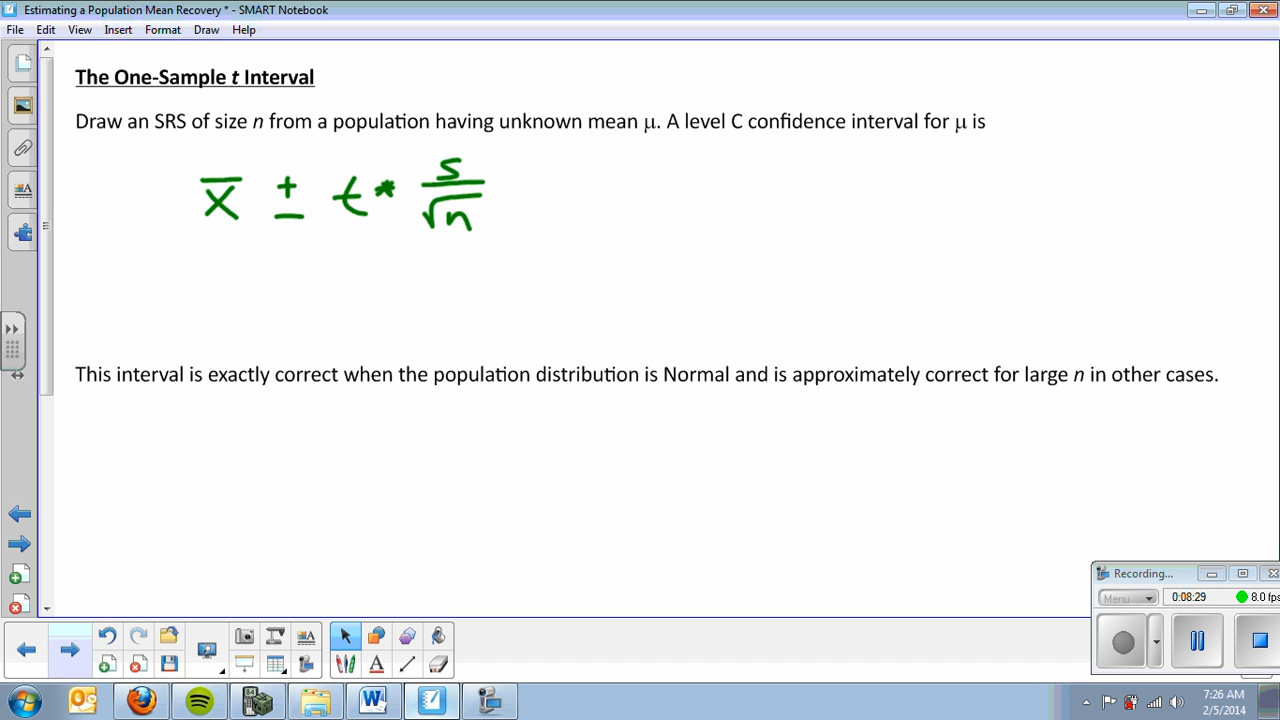 Estimating a Population Mean Recovery * - SMART Notebook
File Edit View Insert Format Draw Help
The One-Sample t Interval
Draw an SRS of size n from a population having unknown mean μ. A level C confidence interval for μ is
x̄ ± t* s/√n
This interval is exactly correct when the population distribution is Normal and is approximately correct for large n in other cases.
Recording...
Menu 0:08:29 8.0 fps
7:26 AM
2/5/2014